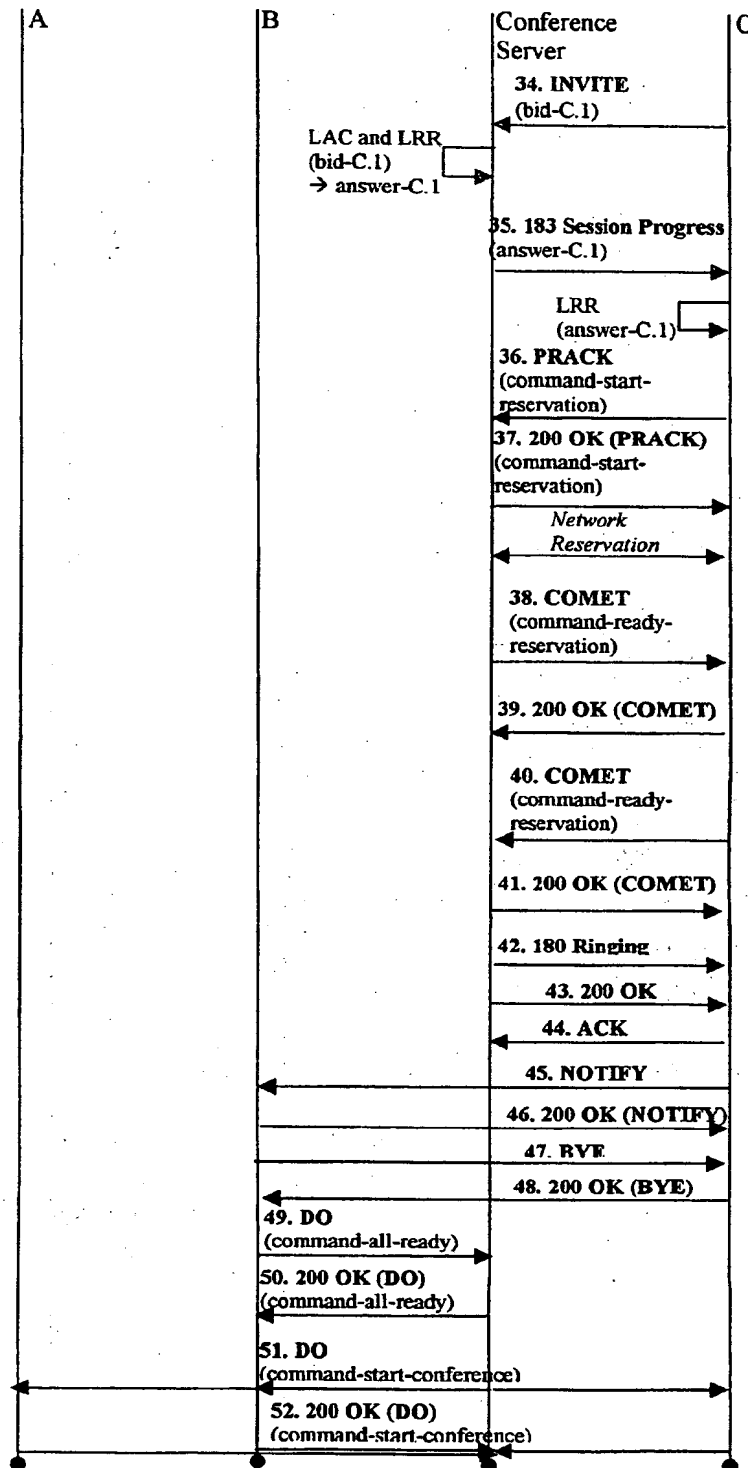 A B Conference C
Server
34. INVITE
(bid-C.1)
LAC and LRR
(bid-C.1)
→ answer-C.1
35. 183 Session Progress
(answer-C.1)
LRR
(answer-C.1)
36. PRACK
(command-start-
reservation)
37. 200 OK (PRACK)
(command-start-
reservation)
Network
Reservation
38. COMET
(command-ready-
reservation)
39. 200 OK (COMET)
40. COMET
(command-ready-
reservation)
41. 200 OK (COMET)
42. 180 Ringing
43. 200 OK
44. ACK
45. NOTIFY
46. 200 OK (NOTIFY)
47. BYE
48. 200 OK (BYE)
49. DO
(command-all-ready)
50. 200 OK (DO)
(command-all-ready)
51. DO
(command-start-conference)
52. 200 OK (DO)
(command-start-conference)